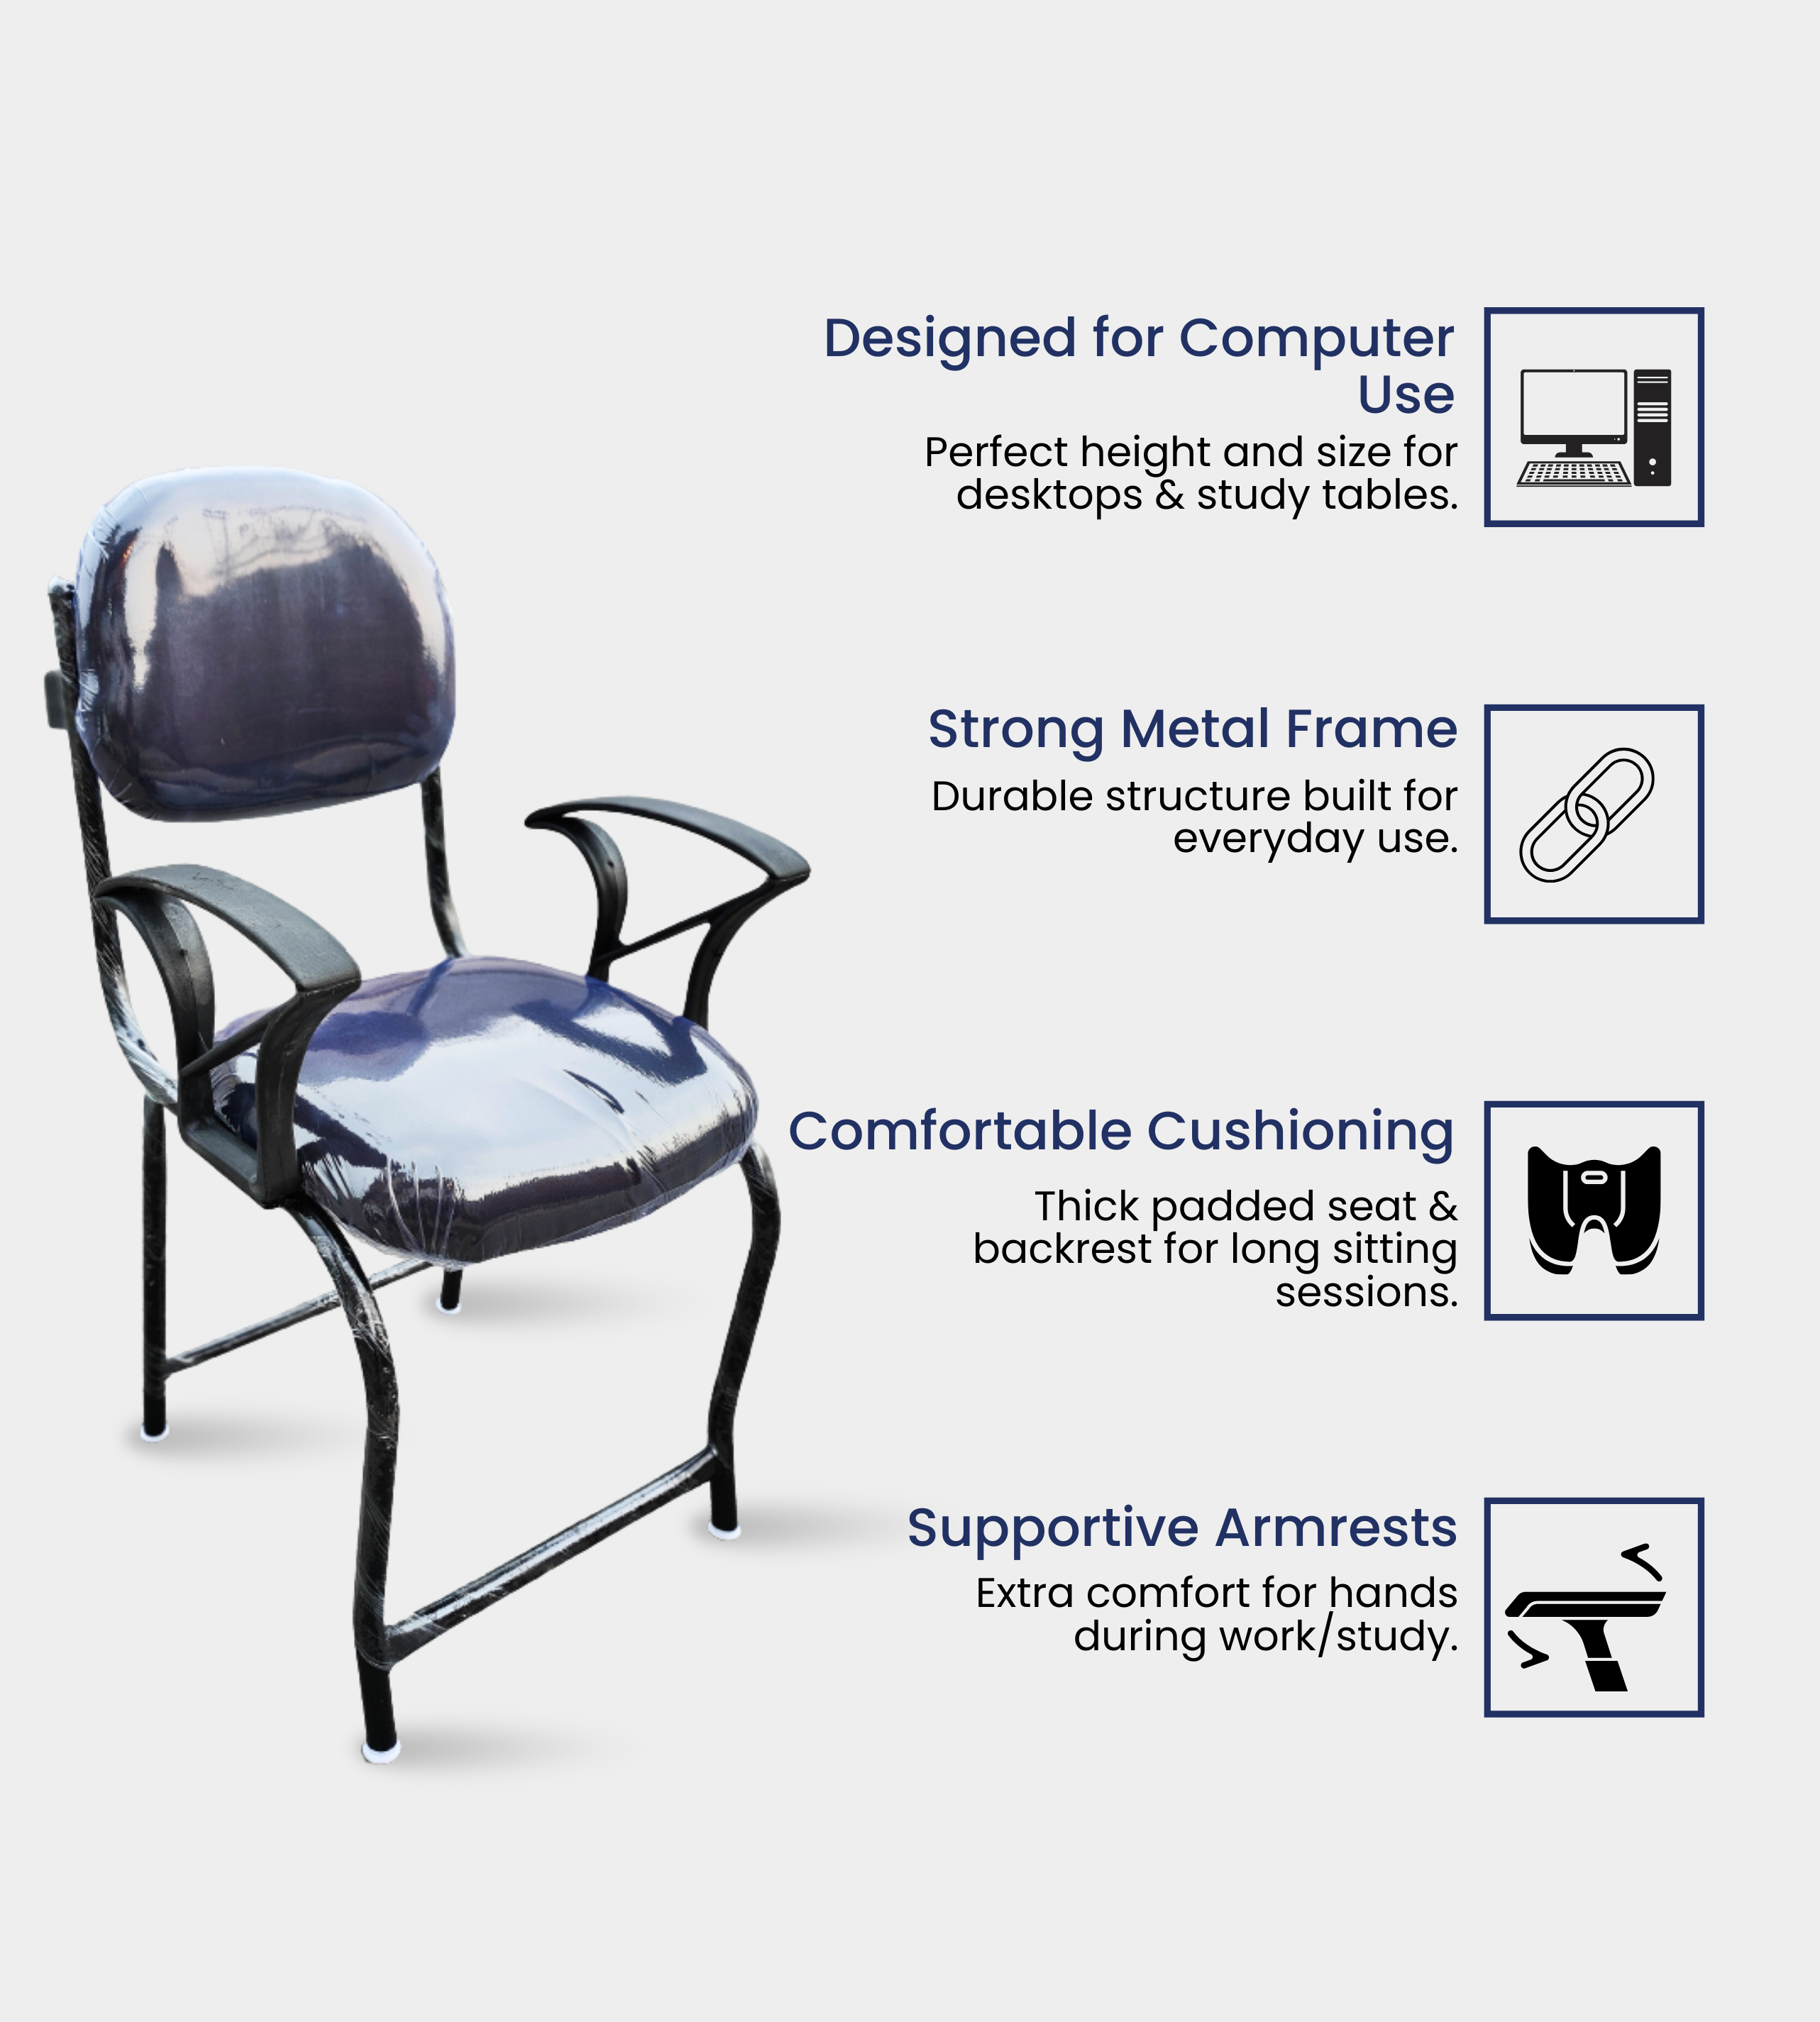 Designed for Computer
Use
Perfect height and size for
desktops & study tables.
Strong Metal Frame
Durable structure built for
everyday use.
Comfortable Cushioning
Thick padded seat &
backrest for long sitting
sessions.
Supportive Armrests
Extra comfort for hands
during work/study.